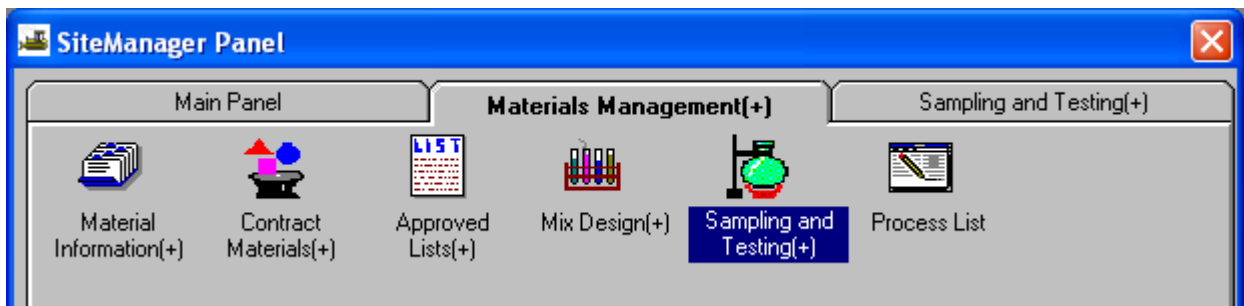 SiteManager Panel
Main Panel
Materials Management(+)
Sampling and Testing(+)
LIST
Material
Information(+)
Contract
Materials(+)
Approved
Lists(+)
Mix Design(+)
Sampling and
Testing(+)
Process List